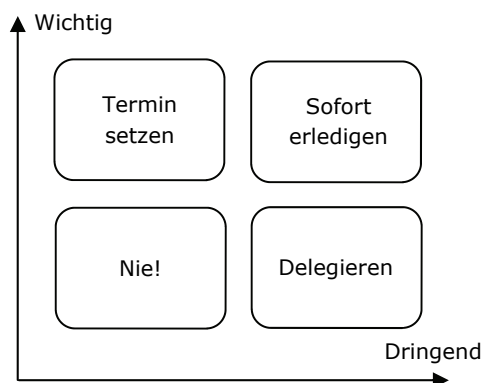 Wichtig
Termin
setzen
Sofort
erledigen
Nie!
Delegieren
Dringend